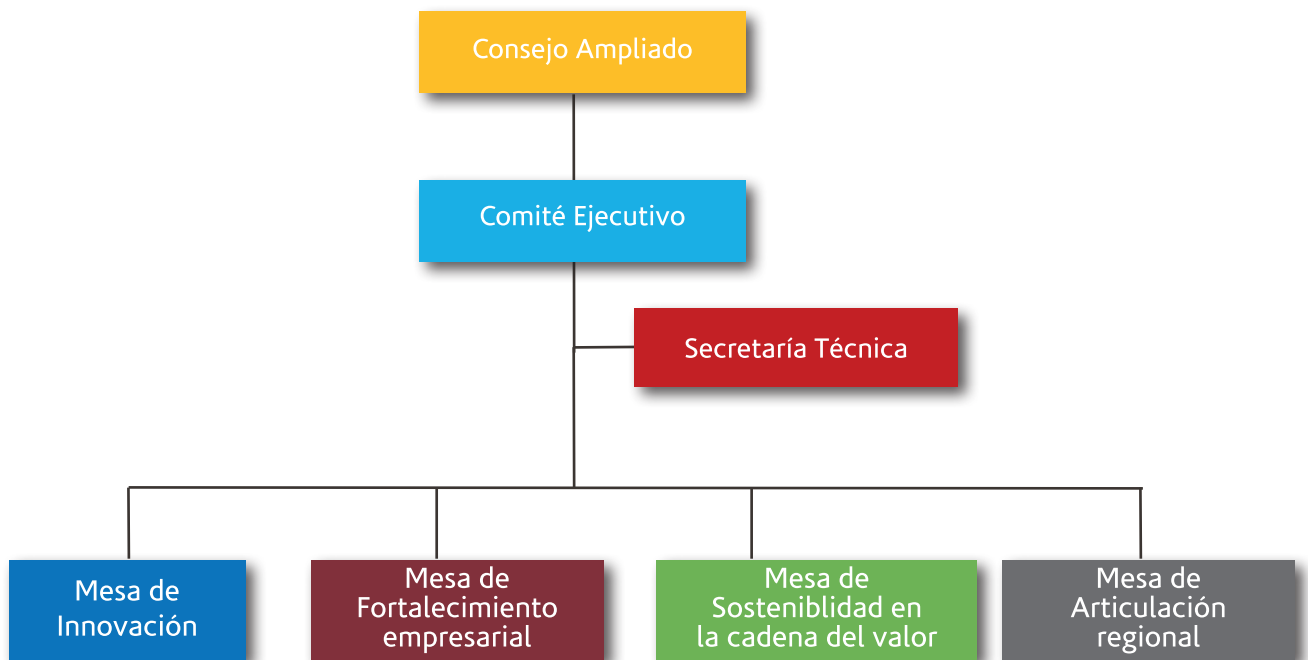 Consejo Ampliado
Comité Ejecutivo
Secretaría Técnica
Mesa de
Innovación
Mesa de
Fortalecimiento
empresarial
Mesa de
Sosteniblidad en
la cadena del valor
Mesa de
Articulación
regional